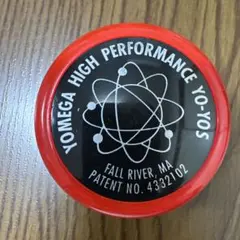 YOMEGA HIGH PERFORMANCE YO-YOS
FALL RIVER, MA
PATENT NO. 4332102